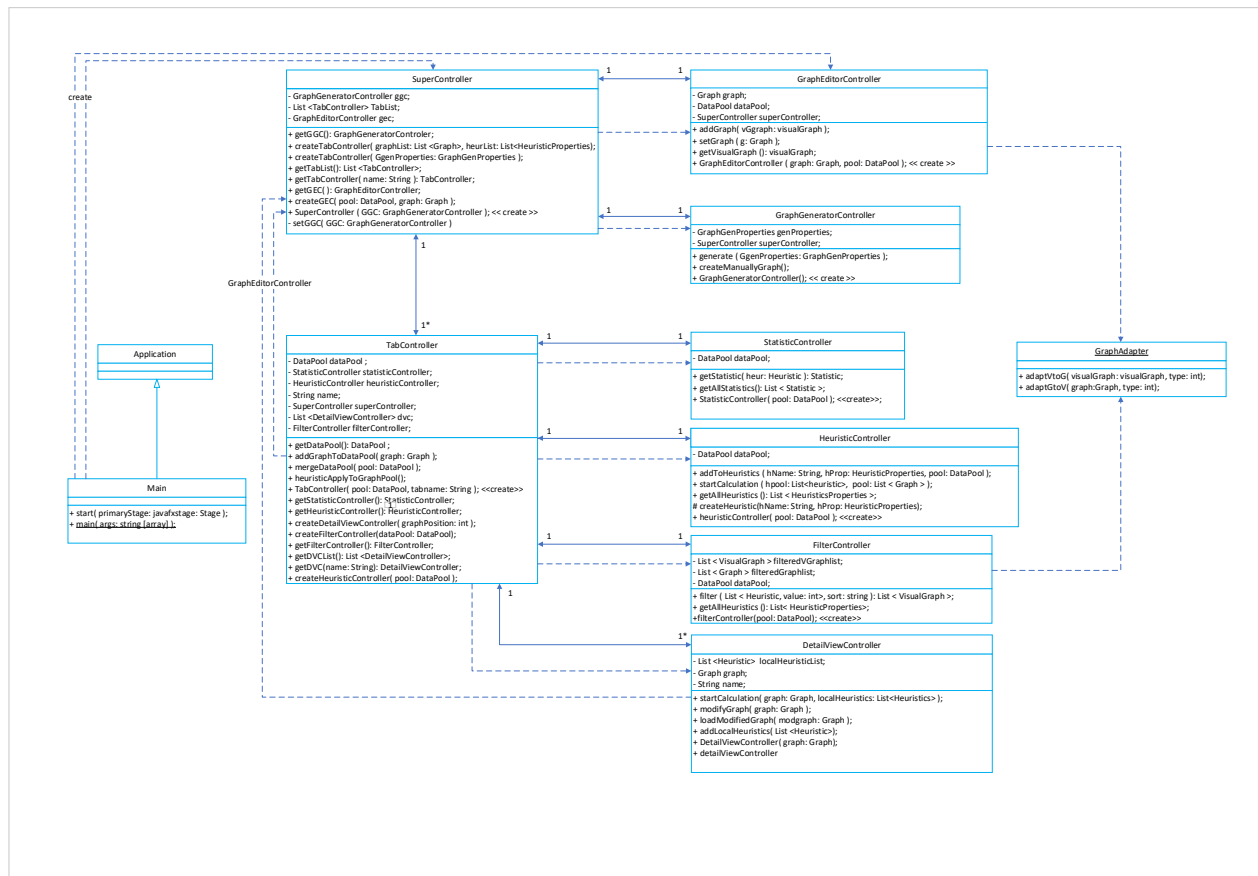 create
SuperController
- GraphGeneratorController ggc;
- List <TabController> TabList;
- GraphEditorController gec;
+ getGGC(): GraphGeneratorControler;
+ createTabController( graphList: List <Graph>, heurList: List<HeuristicProperties);
+ createTabController( GgenProperties: GraphGenProperties );
+ getTabList(): List <TabController>;
+ getTabController( name: String ): TabController;
+ getGEC( ): GraphEditorController;
+ createGEC( pool: DataPool, graph: Graph);
+ SuperController ( GGC: GraphGeneratorController ); << create >>
- setGGC( GGC: GraphGeneratorController )
1 1
GraphEditorController
- Graph graph;
- DataPool dataPool;
- SuperController superController;
+ addGraph( vGgraph: visualGraph );
+ setGraph ( g: Graph );
+ getVisualGraph (): visualGraph;
+ GraphEditorController ( graph: Graph, pool: DataPool ); << create >>
1 1
GraphGeneratorController
- GraphGenProperties genProperties;
- SuperController superController;
+ generate ( GgenProperties: GraphGenProperties );
+ createManuallyGraph();
+ GraphGeneratorController(); << create >>
1
GraphEditorController
1*
Application
Main
+ start( primaryStage: javafxstage: Stage );
+ main( args: string [array] );
TabController
- DataPool dataPool ;
- StatisticController statisticController;
- HeuristicController heuristicController;
- String name;
- SuperController superController;
- List <DetailViewController> dvc;
- FilterController filterController;
+ getDataPool(): DataPool ;
+ addGraphToDataPool( graph: Graph );
+ mergeDataPool( pool: DataPool );
+ heuristicApplyToGraphPool();
+ TabController( pool: DataPool, tabname: String ); <<create>>
+ getStatisticController(): StatisticController;
+ getHeuristicController(): HeuristicController;
+ createDetailViewController( graphPosition: int );
+ createFilterController(dataPool: DataPool);
+ getFilterController(): FilterController;
+ getDVCList(): List <DetailViewController>;
+ getDVC(name: String): DetailViewController;
+ createHeuristicController( pool: DataPool );
1 1
StatisticController
- DataPool dataPool;
+ getStatistic( heur: Heuristic ): Statistic;
+ getAllStatistics(): List < Statistic >;
+ StatisticController( pool: DataPool ); <<create>>;
GraphAdapter
+ adaptVtoG( visualGraph: visualGraph, type: int);
+ adaptGtoV( graph:Graph, type: int);
1 1
HeuristicController
- DataPool dataPool;
+ addToHeuristics ( hName: String, hProp: HeuristicProperties, pool: DataPool );
+ startCalculation ( hpool: List<heuristic>, pool: List < Graph > );
+ getAllHeuristics (): List < HeuristicsProperties >;
# createHeuristic(hName: String, hProp: HeuristicProperties);
+ heuristicController( pool: DataPool ); <<create>>
1 1
FilterController
- List < VisualGraph > filteredVGraphlist;
- List < Graph > filteredGraphlist;
- DataPool dataPool;
+ filter ( List < Heuristic, value: int>, sort: string ): List < VisualGraph >;
+ getAllHeuristics (): List< HeuristicProperties>;
+filterController(pool: DataPool); <<create>>
1
1*
DetailViewController
- List <Heuristic> localHeuristicList;
- Graph graph;
- String name;
+ startCalculation( graph: Graph, localHeuristics: List<Heuristics> );
+ modifyGraph( graph: Graph );
+ loadModifiedGraph( modgraph: Graph );
+ addLocalHeuristics( List <Heuristic>);
+ DetailViewController( graph: Graph);
+ detailViewController